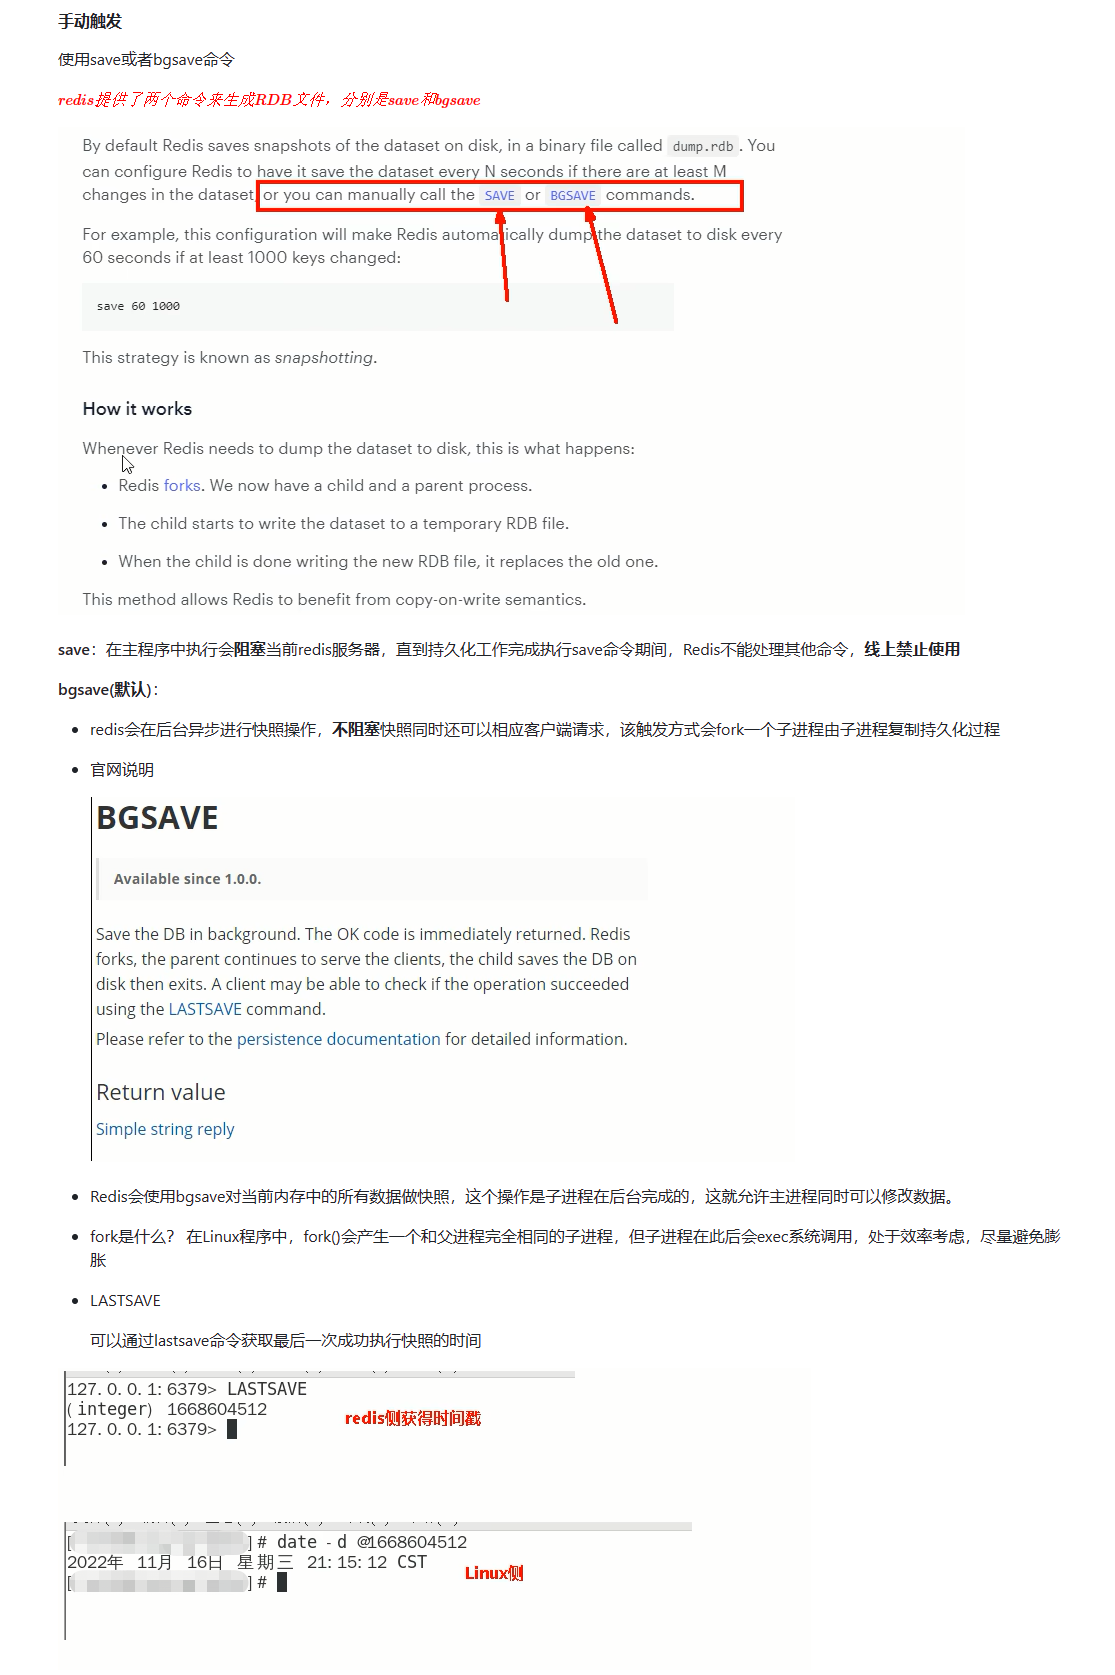 手动触发
使用save或者bgsave命令
redis提供了两个命令来生成RDB文件，分别是save和bgsave
By default Redis saves snapshots of the dataset on disk, in a binary file called dump.rdb. You
can configure Redis to have it save the dataset every N seconds if there are at least M
changes in the dataset, or you can manually call the SAVE or BGSAVE commands.
For example, this configuration will make Redis automatically dump the dataset to disk every
60 seconds if at least 1000 keys changed:
save 60 1000
This strategy is known as snapshotting.
How it works
Whenever Redis needs to dump the dataset to disk, this is what happens:
• Redis forks. We now have a child and a parent process.
• The child starts to write the dataset to a temporary RDB file.
• When the child is done writing the new RDB file, it replaces the old one.
This method allows Redis to benefit from copy-on-write semantics.
save：在主程序中执行会阻塞当前redis服务器，直到持久化工作完成执行save命令期间，Redis不能处理其他命令，线上禁止使用
bgsave(默认)：
• redis会在后台异步进行快照操作，不阻塞快照同时还可以相应客户端请求，该触发方式会fork一个子进程由子进程复制持久化过程
• 官网说明
BGSAVE
Available since 1.0.0.
Save the DB in background. The OK code is immediately returned. Redis
forks, the parent continues to serve the clients, the child saves the DB on
disk then exits. A client may be able to check if the operation succeeded
using the LASTSAVE command.
Please refer to the persistence documentation for detailed information.
Return value
Simple string reply
• Redis会使用bgsave对当前内存中的所有数据做快照，这个操作是子进程在后台完成的，这就允许主进程同时可以修改数据。
• fork是什么？ 在Linux程序中，fork()会产生一个和父进程完全相同的子进程，但子进程在此后会exec系统调用，处于效率考虑，尽量避免膨
胀
• LASTSAVE
可以通过lastsave命令获取最后一次成功执行快照的时间
127.0.0.1:6379> LASTSAVE
(integer) 1668604512
127.0.0.1:6379>
redis侧获得时间戳
[ ]# date -d @1668604512
2022年 11月 16日 星期三 21:15:12 CST
[ ]#
Linux侧